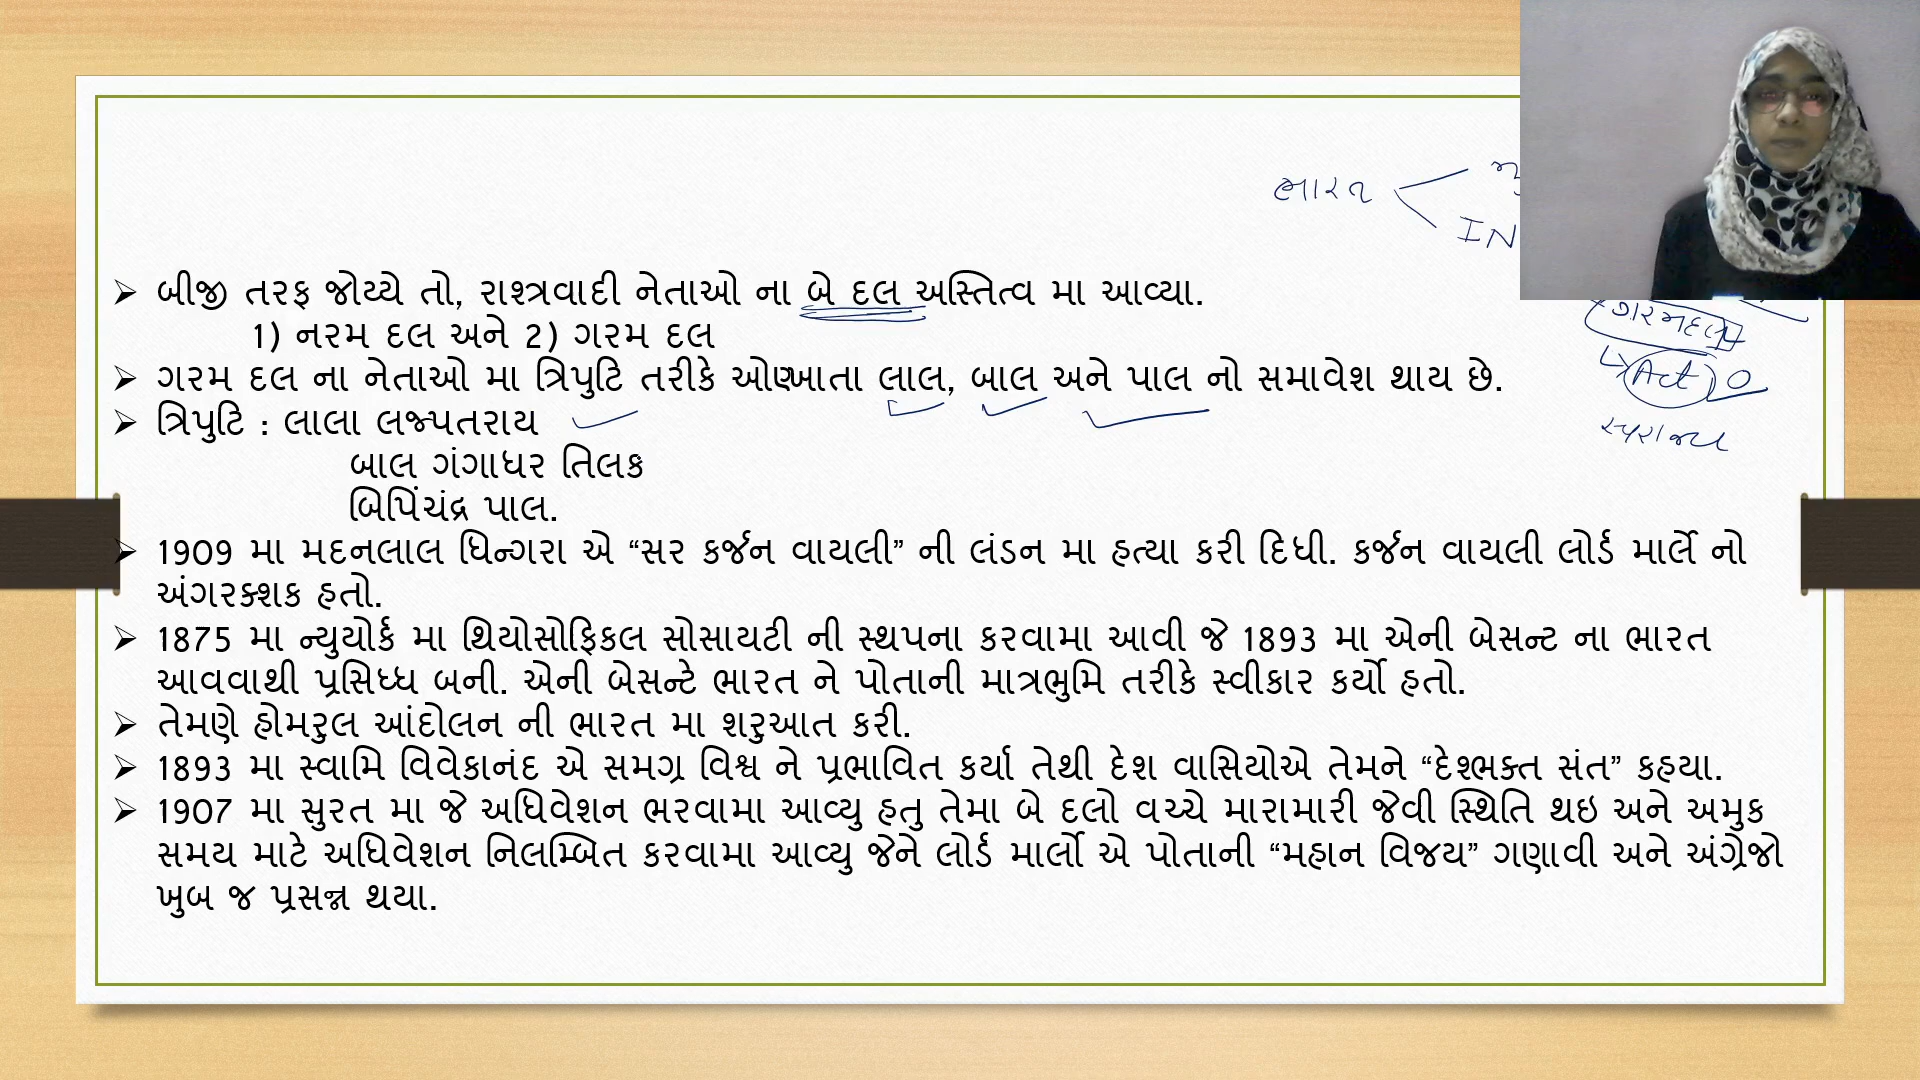 ભારત
IN
➢ બીજી તરફ જોય્યે તો, રાશ્ત્રવાદી નેતાઓ ના બે દલ અસ્તિત્વ મા આવ્યા.
1) નરમ દલ અને 2) ગરમ દલ
ગરમદલ
➢ ગરમ દલ ના નેતાઓ મા ત્રિપુટિ તરીકે ઓણ્ખાતા લાલ, બાલ અને પાલ નો સમાવેશ થાય છે.
Act
➢ ત્રિપુટિ : લાલા લજ્પતરાય
સ્વરાજ્ય
બાલ ગંગાધર તિલક
બિપિંચંદ્ર પાલ.
➢ 1909 મા મદનલાલ ધિન્ગરા એ “સર કર્જન વાયલી” ની લંડન મા હત્યા કરી દિધી. કર્જન વાયલી લોર્ડ માર્લે નો
અંગરક્શક હતો.
➢ 1875 મા ન્યુયોર્ક મા થિયોસોફિકલ સોસાયટી ની સ્થપના કરવામા આવી જે 1893 મા એની બેસન્ટ ના ભારત
આવવાથી પ્રસિધ્ધ બની. એની બેસન્ટે ભારત ને પોતાની માત્રભુમિ તરીકે સ્વીકાર કર્યો હતો.
➢ તેમણે હોમરુલ આંદોલન ની ભારત મા શરુઆત કરી.
➢ 1893 મા સ્વામિ વિવેકાનંદ એ સમગ્ર વિશ્વ ને પ્રભાવિત કર્યા તેથી દેશ વાસિયોએ તેમને “દેશ્ભક્ત સંત” કહયા.
➢ 1907 મા સુરત મા જે અધિવેશન ભરવામા આવ્યુ હતુ તેમા બે દલો વચ્ચે મારામારી જેવી સ્થિતિ થઇ અને અમુક
સમય માટે અધિવેશન નિલમ્બિત કરવામા આવ્યુ જેને લોર્ડ માર્લો એ પોતાની “મહાન વિજય” ગણાવી અને અંગ્રેજો
ખુબ જ પ્રસન્ન થયા.